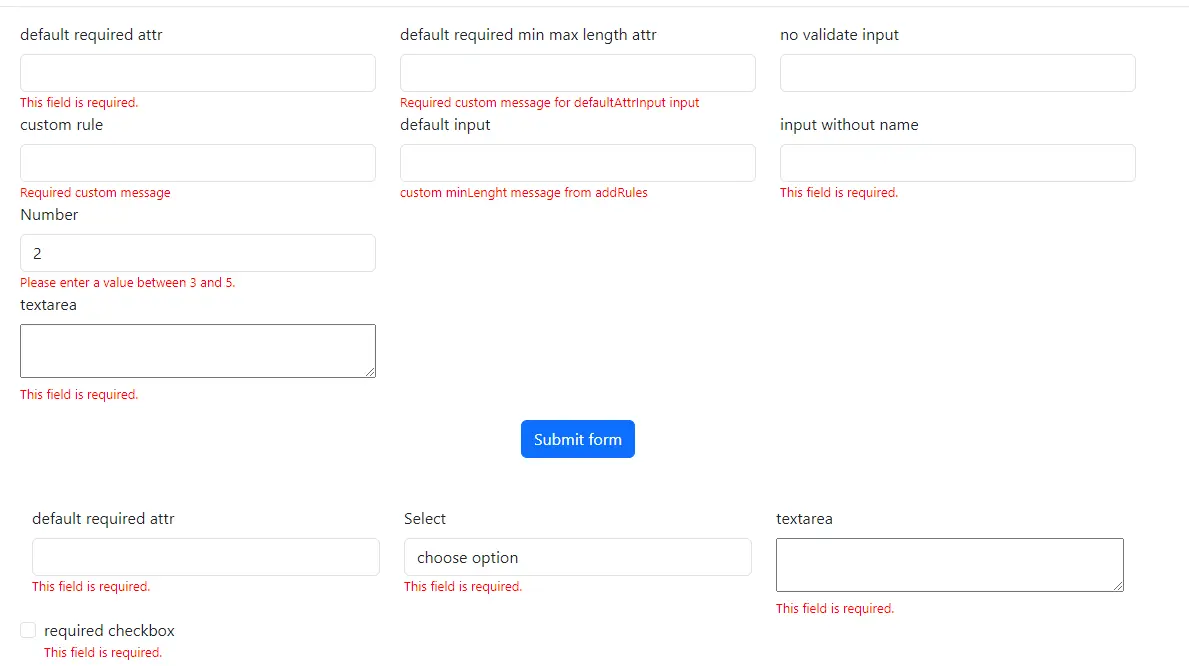 default required attr
default required min max length attr
no validate input
This field is required.
Required custom message for defaultAttrInput input
custom rule
default input
input without name
Required custom message
custom minLenght message from addRules
This field is required.
Number
2
Please enter a value between 3 and 5.
textarea
This field is required.
Submit form
default required attr
Select
textarea
choose option
This field is required.
This field is required.
This field is required.
required checkbox
This field is required.